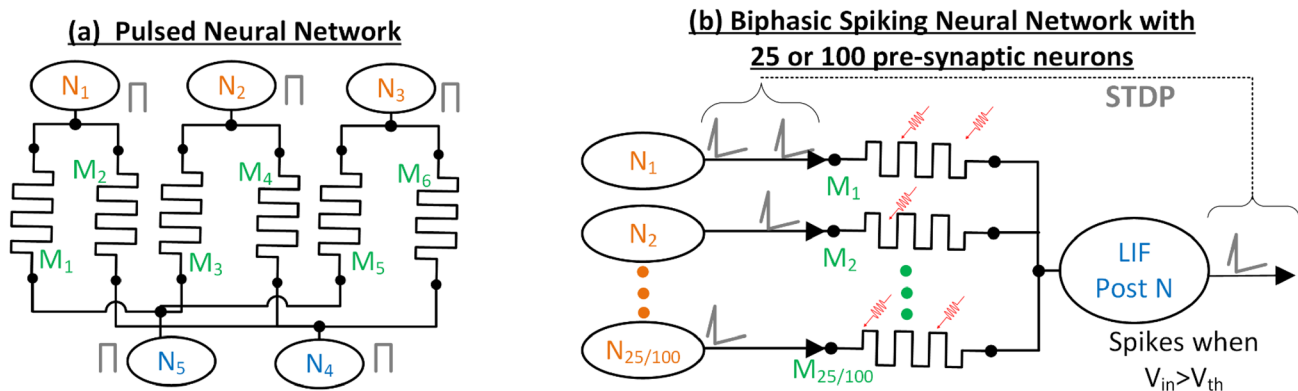 (a) Pulsed Neural Network
N1
N2
N3
M2
M4
M6
M1
M3
M5
N5
N4
(b) Biphasic Spiking Neural Network with
25 or 100 pre-synaptic neurons
STDP
N1
M1
N2
M2
LIF
Post N
N25/100
M25/100
Spikes when
Vin>Vth